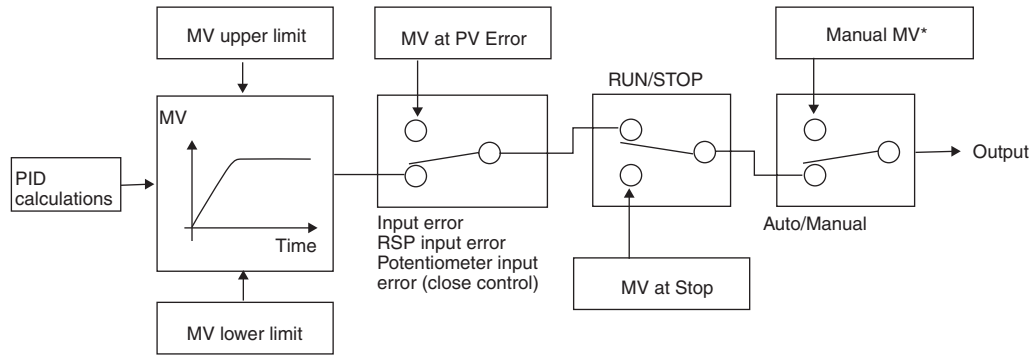 MV upper limit
MV at PV Error
Manual MV*
RUN/STOP
MV
PID
calculations
Time
Output
Input error
RSP input error
Potentiometer input
error (close control)
Auto/Manual
MV at Stop
MV lower limit